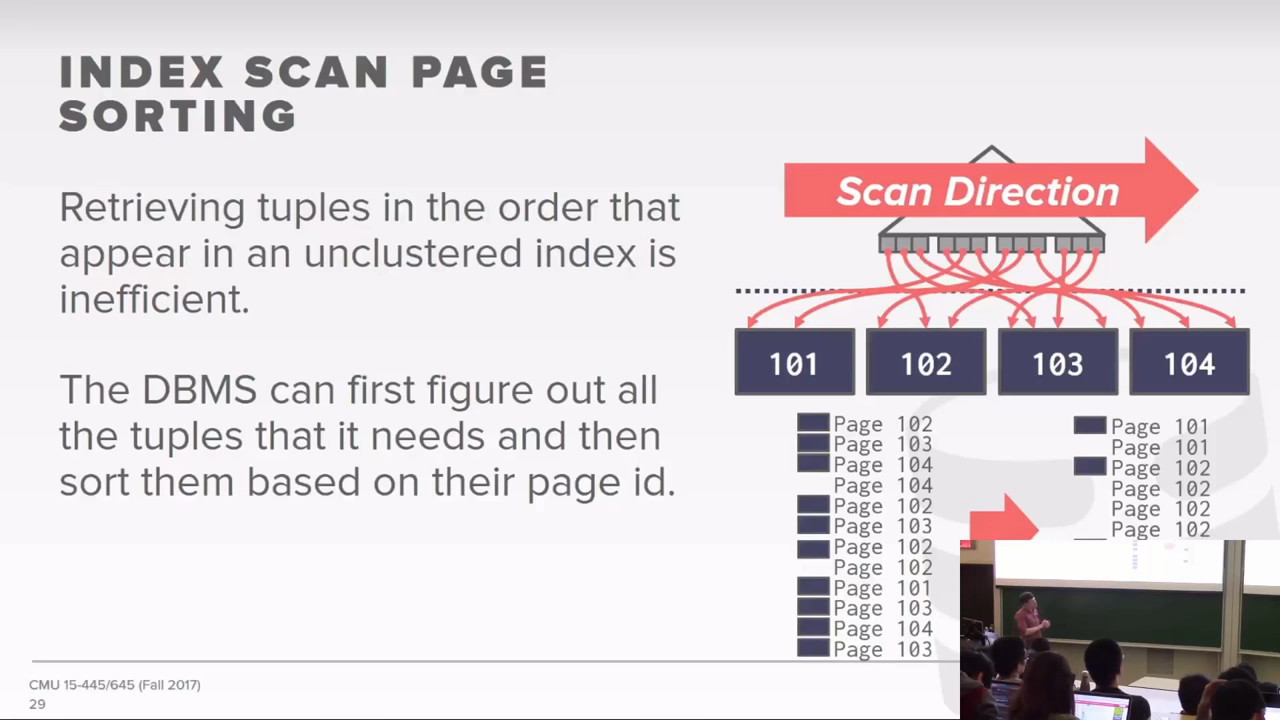 INDEX SCAN PAGE
SORTING
Retrieving tuples in the order that
appear in an unclustered index is
inefficient.
The DBMS can first figure out all
the tuples that it needs and then
sort them based on their page id.
Scan Direction
101
102
103
104
Page 102
Page 103
Page 104
Page 104
Page 102
Page 103
Page 102
Page 102
Page 101
Page 103
Page 104
Page 103
Page 101
Page 101
Page 102
Page 102
Page 102
Page 102
CMU 15-445/645 (Fall 2017)
29